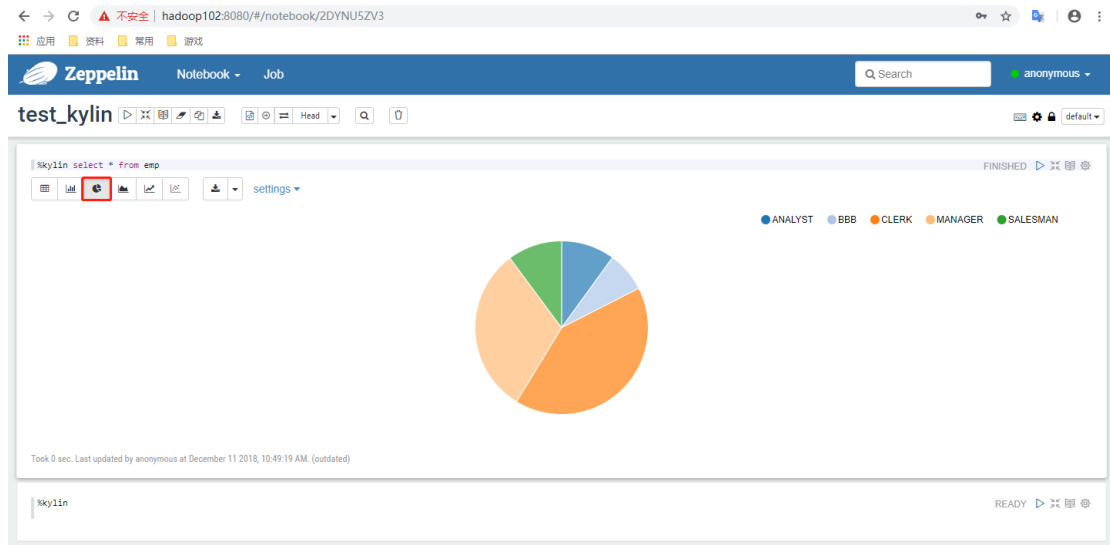 不安全 | hadoop102:8080/#/notebook/2DYNU5ZV3
应用 资料 常用 游戏
Zeppelin Notebook Job Search anonymous
test_kylin Head default
%kylin select * from emp FINISHED
settings
ANALYST BBB CLERK MANAGER SALESMAN
Took 0 sec. Last updated by anonymous at December 11 2018, 10:49:19 AM. (outdated)
%kylin READY